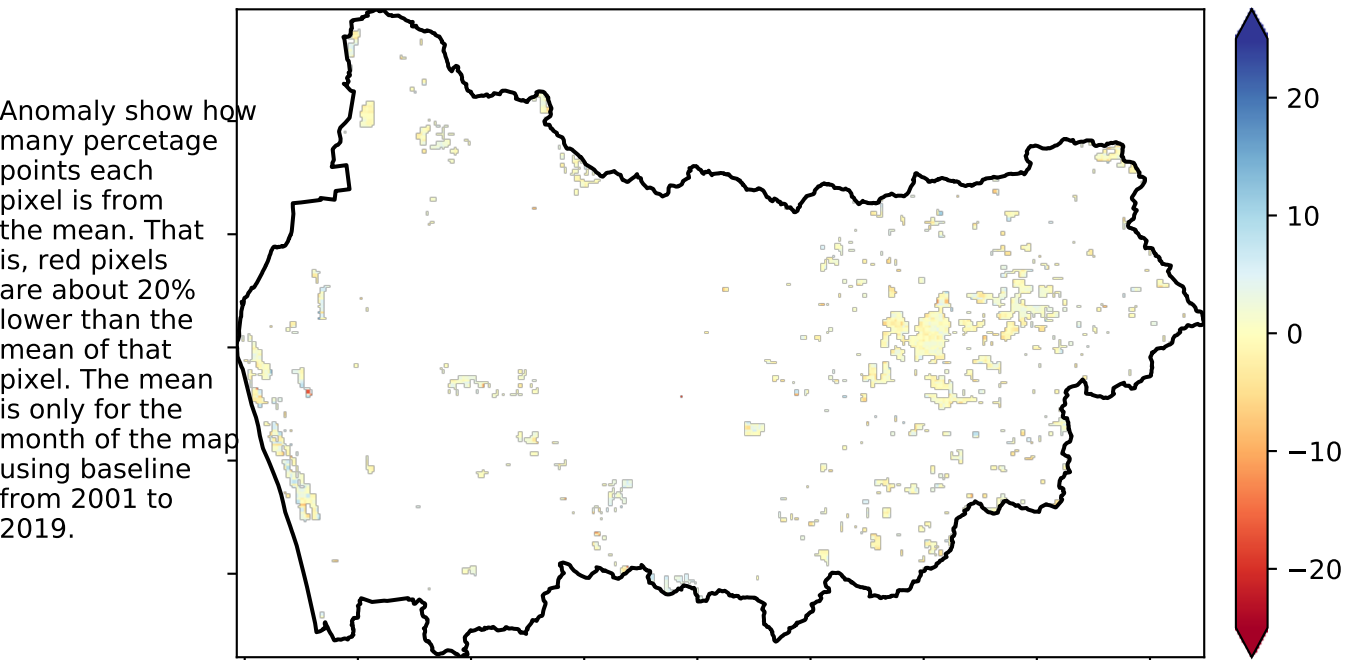 Anomaly show how
many percetage
points each
pixel is from
the mean. That
is, red pixels
are about 20%
lower than the
mean of that
pixel. The mean
is only for the
month of the map
using baseline
from 2001 to
2019.
20
10
0
−10
−20